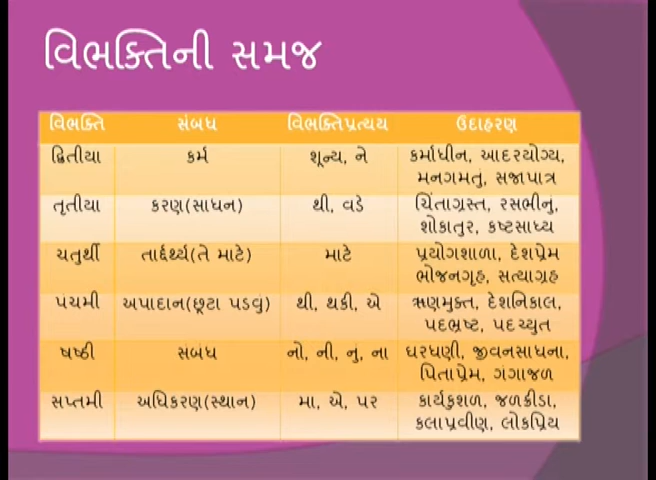 વિભક્તિની સમજ
વિભક્તિ સંબધ વિભક્તિપ્રત્યય ઉદાહરણ
દ્વિતીયા કર્મ શૂન્ય, ને કર્માધીન, આદરયોગ્ય,
મનગમતું, સજાપાત્ર
તૃતીયા કરણ(સાધન) થી, વડે ચિંતાગ્રસ્ત, રસભીનું,
શોકાતુર, કષ્ટસાધ્ય
ચતુર્થી તાર્દ્દર્થ્ય(તે માટે) માટે પ્રયોગશાળા, દેશપ્રેમ
ભોજનગૃહ, સત્યાગ્રહ
પચમી અપાદાન(છૂટા પડવું) થી, થકી, એ ઋણમુક્ત, દેશનિકાલ,
પદભ્રષ્ટ, પદચ્યુત
ષષ્ઠી સંબંધ નો, ની, નું, ના ઘરધણી, જીવનસાધના,
પિતાપ્રેમ, ગંગાજળ
સપ્તમી અધિકરણ(સ્થાન) મા, એ, પર કાર્યકુશળ, જળક્રીડા,
કલાપ્રવીણ, લોકપ્રિય